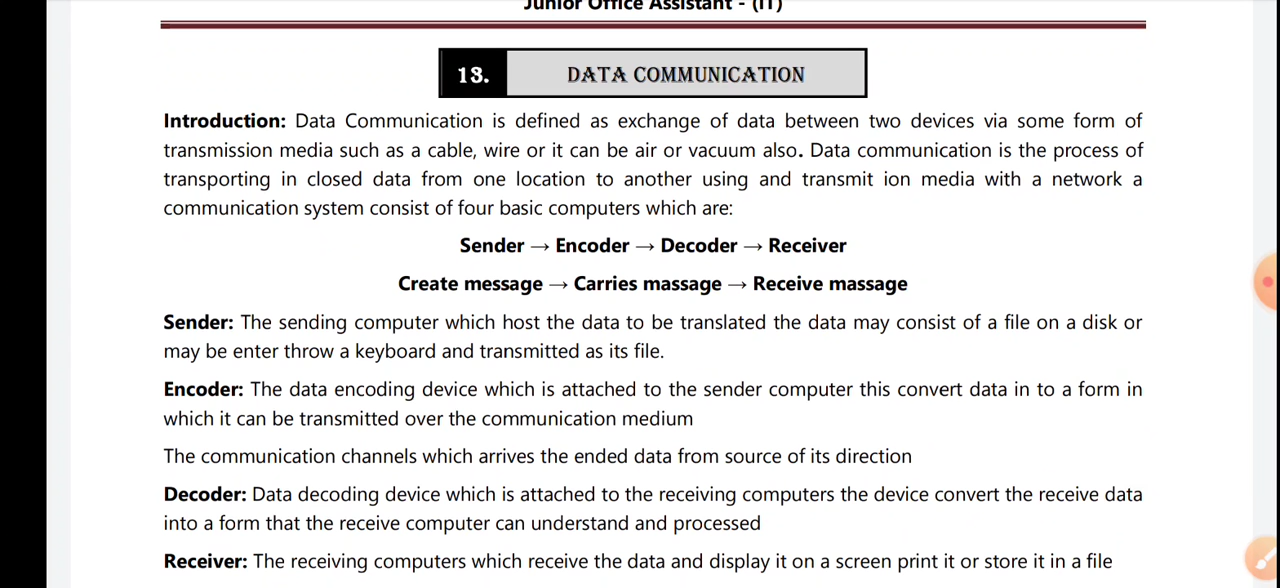 Junior Office Assistant - (IT)
13. DATA COMMUNICATION
Introduction: Data Communication is defined as exchange of data between two devices via some form of
transmission media such as a cable, wire or it can be air or vacuum also. Data communication is the process of
transporting in closed data from one location to another using and transmit ion media with a network a
communication system consist of four basic computers which are:
Sender → Encoder → Decoder → Receiver
Create message → Carries massage → Receive massage
Sender: The sending computer which host the data to be translated the data may consist of a file on a disk or
may be enter throw a keyboard and transmitted as its file.
Encoder: The data encoding device which is attached to the sender computer this convert data in to a form in
which it can be transmitted over the communication medium
The communication channels which arrives the ended data from source of its direction
Decoder: Data decoding device which is attached to the receiving computers the device convert the receive data
into a form that the receive computer can understand and processed
Receiver: The receiving computers which receive the data and display it on a screen print it or store it in a file